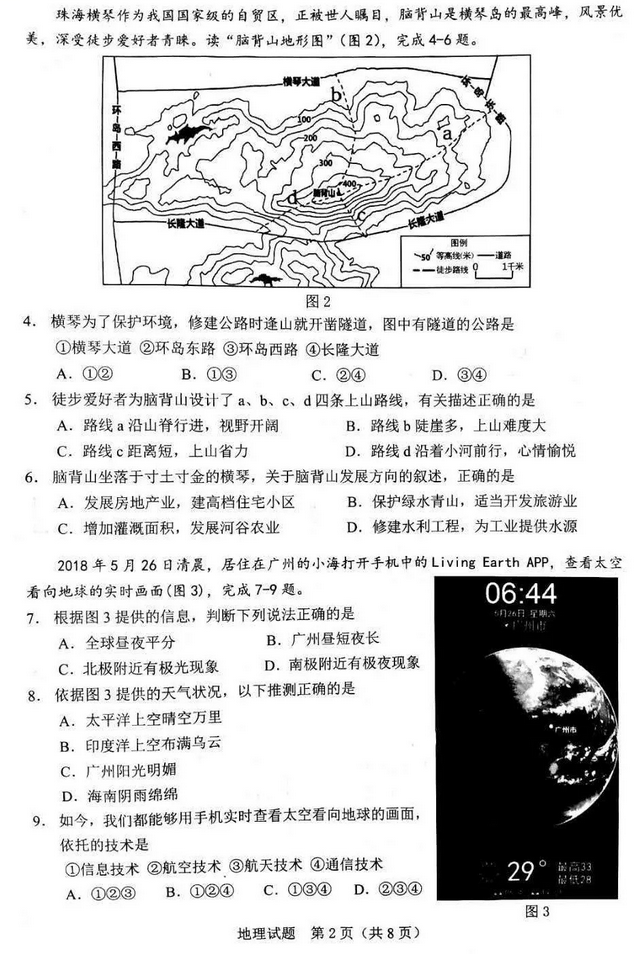 珠海横琴作为我国国家级的自贸区，正被世人瞩目，脑背山是横琴岛的最高峰，风景优
美，深受徒步爱好者青睐。读“脑背山地形图”(图2)，完成4-6题。
横琴大道
环岛东路
环岛西路
b
100
200
300
400
a
脑背山
d
c
长隆大道
长隆大道
图例
50 等高线(米) 道路
徒步路线 0 1千米
图2
4. 横琴为了保护环境，修建公路时逢山就开凿隧道，图中有隧道的公路是
①横琴大道 ②环岛东路 ③环岛西路 ④长隆大道
A. ①② B. ①③ C. ②④ D. ③④
5. 徒步爱好者为脑背山设计了a、b、c、d四条上山路线，有关描述正确的是
A. 路线a沿山脊行进，视野开阔 B. 路线b陡崖多，上山难度大
C. 路线c距离短，上山省力 D. 路线d沿着小河前行，心情愉悦
6. 脑背山坐落于寸土寸金的横琴，关于脑背山发展方向的叙述，正确的是
A. 发展房地产业，建高档住宅小区 B. 保护绿水青山，适当开发旅游业
C. 增加灌溉面积，发展河谷农业 D. 修建水利工程，为工业提供水源
2018年5月26日清晨，居住在广州的小海打开手机中的Living Earth APP，查看太空
看向地球的实时画面(图3)，完成7-9题。
7. 根据图3提供的信息，判断下列说法正确的是
A. 全球昼夜平分 B. 广州昼短夜长
C. 北极附近有极光现象 D. 南极附近有极夜现象
8. 依据图3提供的天气状况，以下推测正确的是
A. 太平洋上空晴空万里
B. 印度洋上空布满乌云
C. 广州阳光明媚
D. 海南阴雨绵绵
9. 如今，我们都能够用手机实时查看太空看向地球的画面，
依托的技术是
①信息技术 ②航空技术 ③航天技术 ④通信技术
A. ①②③ B. ①②④ C. ①③④ D. ②③④
06:44
5月26日 星期六
广州市
广州市
29° 最高33
最低28
图3
地理试题 第2页（共8页）